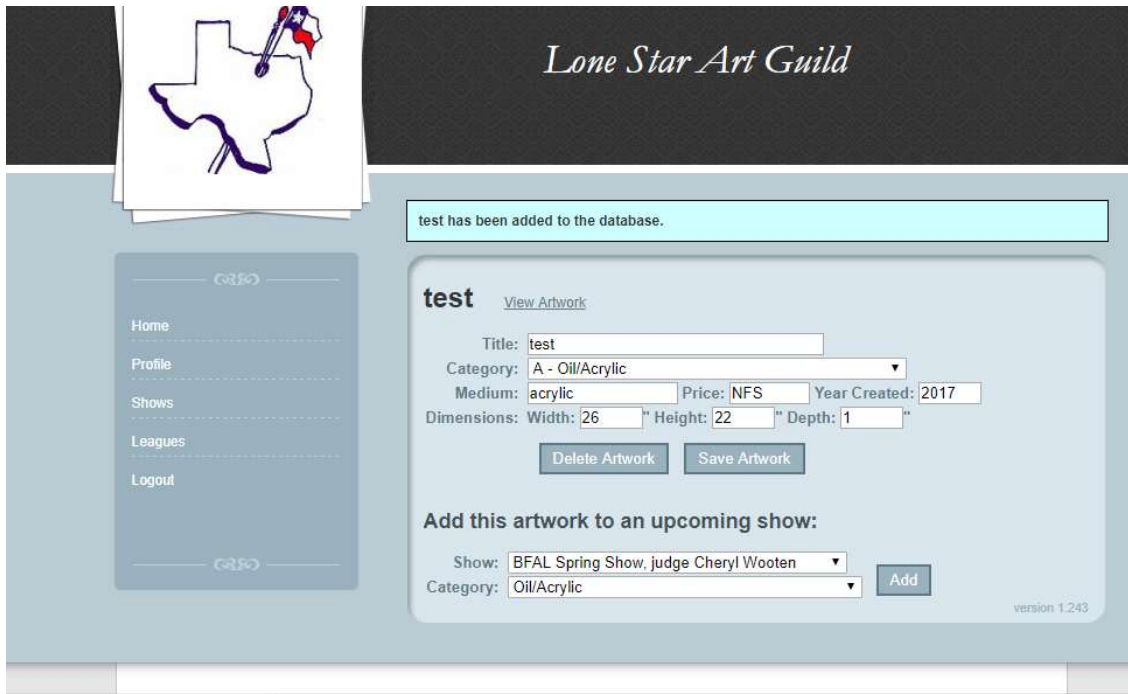 Lone Star Art Guild
test has been added to the database.
Home
Profile
Shows
Leagues
Logout
test View Artwork
Title: test
Category: A - Oil/Acrylic
Medium: acrylic Price: NFS Year Created: 2017
Dimensions: Width: 26 " Height: 22 " Depth: 1 "
Delete Artwork Save Artwork
Add this artwork to an upcoming show:
Show: BFAL Spring Show, judge Cheryl Wooten
Category: Oil/Acrylic
Add
version 1.243